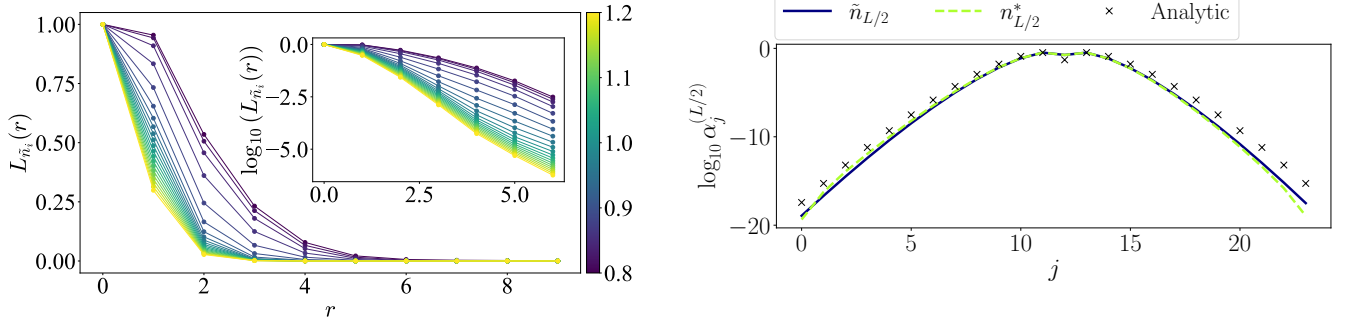 1.00
0.75
0.50
0.25
0.00
L_{ñ_i}(r)
0 2 4 6 8
r
0.0
−2.5
−5.0
log₁₀ (L_{ñ_i}(r))
0.0 2.5 5.0
1.2
1.1
1.0
0.9
0.8
ñ_{L/2} n*_{L/2} × Analytic
0
−10
−20
log₁₀ α_j^{(L/2)}
0 5 10 15 20
j